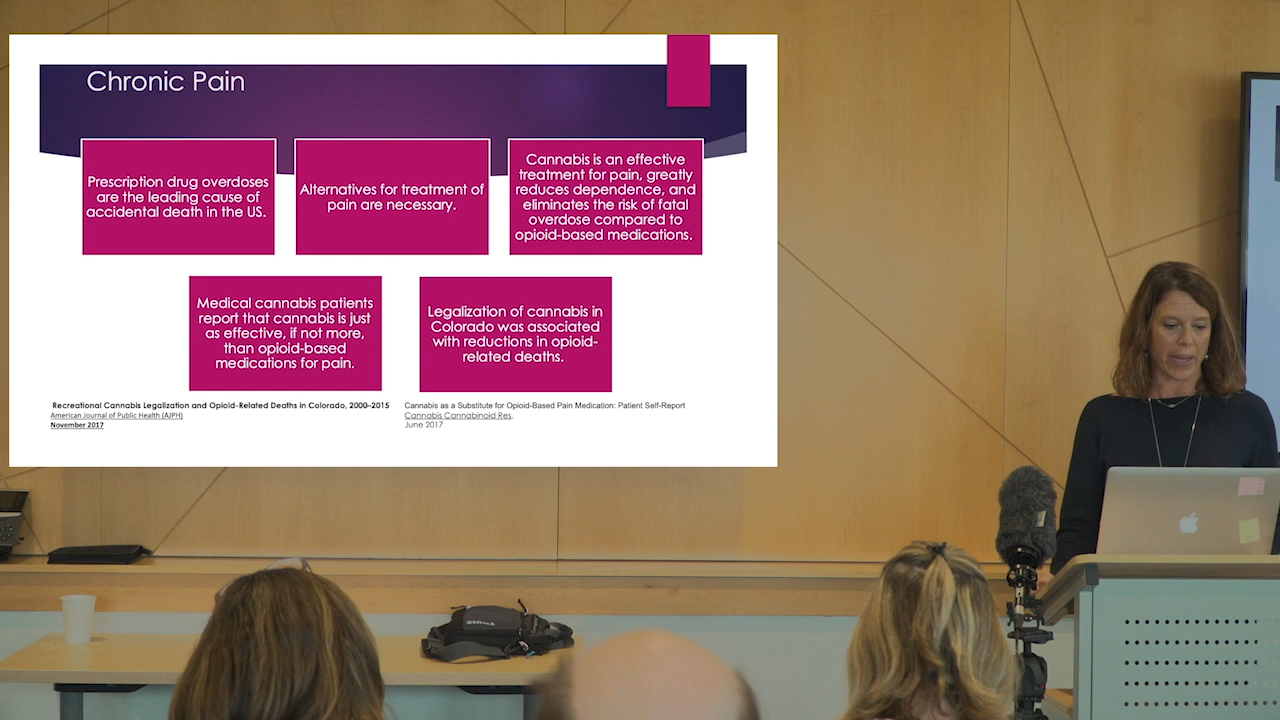 Chronic Pain
Prescription drug overdoses
are the leading cause of
accidental death in the US.
Alternatives for treatment of
pain are necessary.
Cannabis is an effective
treatment for pain, greatly
reduces dependence, and
eliminates the risk of fatal
overdose compared to
opioid-based medications.
Medical cannabis patients
report that cannabis is just
as effective, if not more,
than opioid-based
medications for pain.
Legalization of cannabis in
Colorado was associated
with reductions in opioid-
related deaths.
Recreational Cannabis Legalization and Opioid-Related Deaths in Colorado, 2000–2015
American Journal of Public Health (AJPH)
November 2017
Cannabis as a Substitute for Opioid-Based Pain Medication: Patient Self-Report
Cannabis Cannabinoid Res.
June 2017